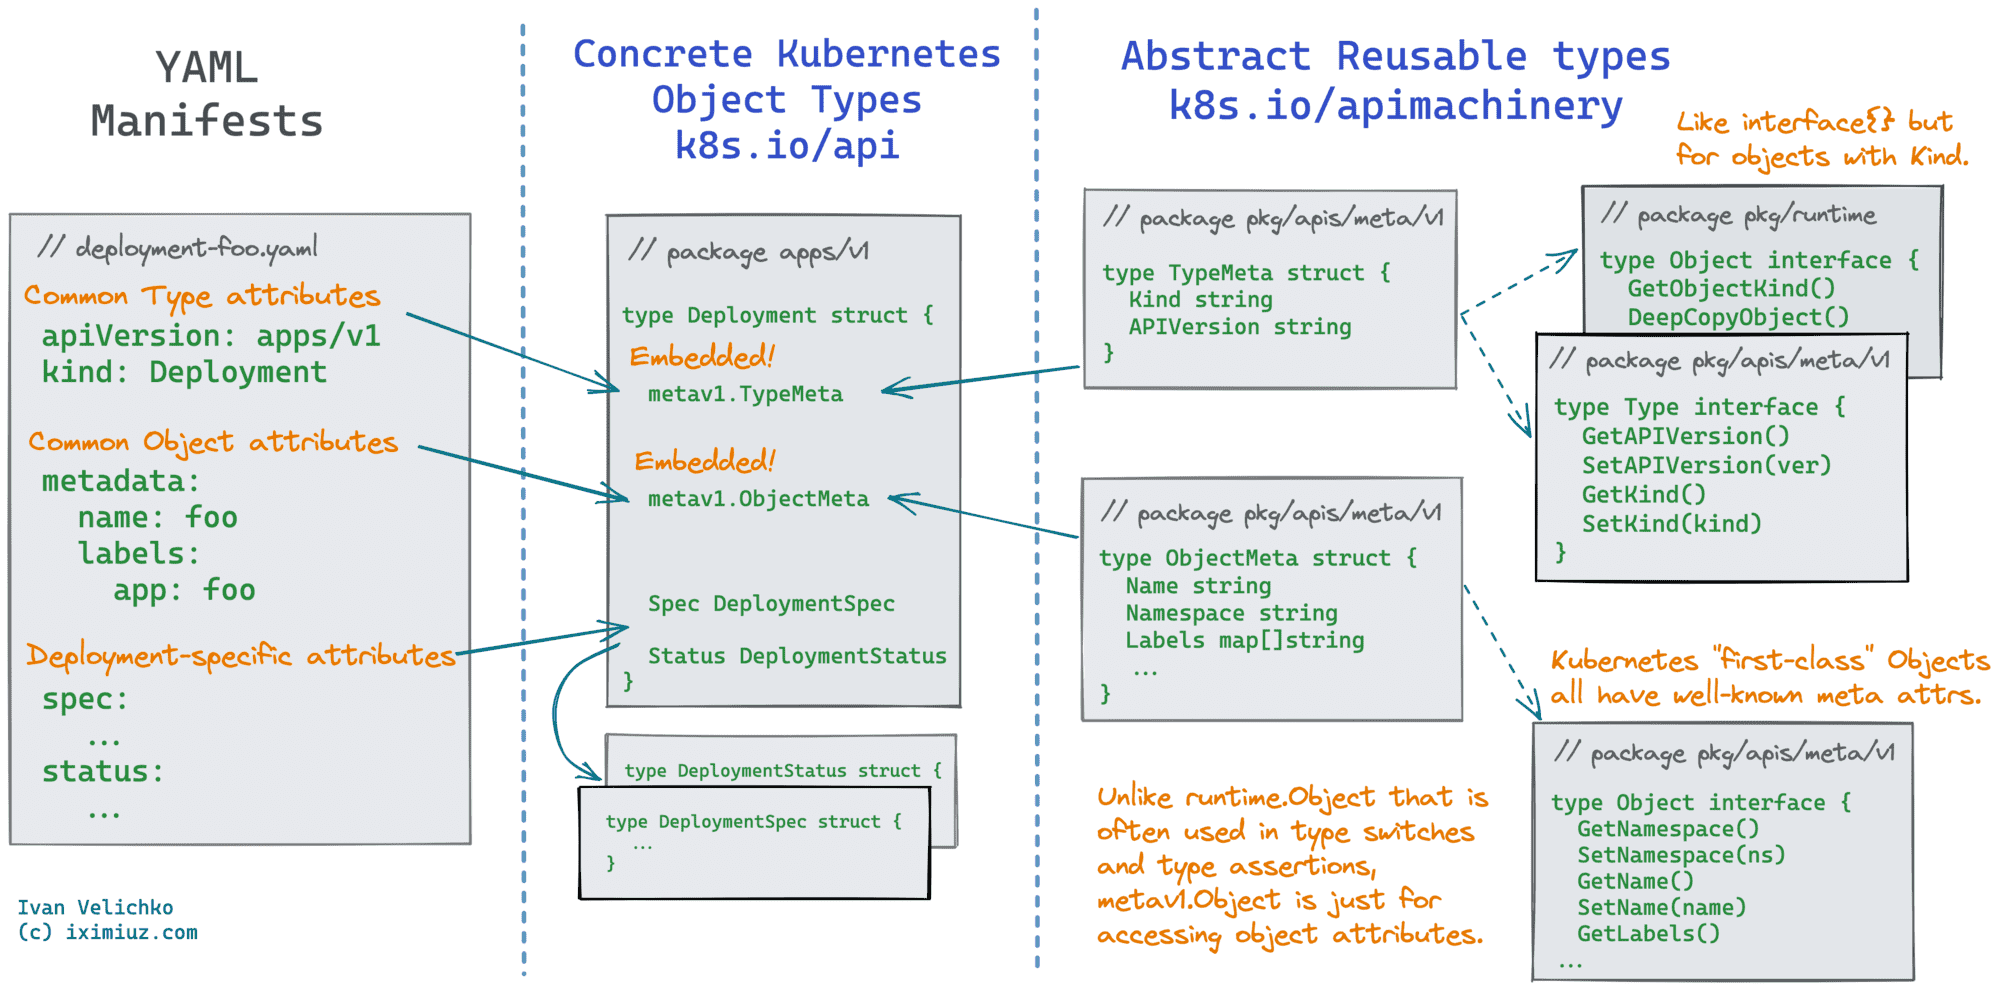 YAML
Manifests
// deployment-foo.yaml
Common Type attributes
apiVersion: apps/v1
kind: Deployment
Common Object attributes
metadata:
name: foo
labels:
app: foo
Deployment-specific attributes
spec:
...
status:
...
Ivan Velichko
(c) iximiuz.com
Concrete Kubernetes
Object Types
k8s.io/api
// package apps/v1
type Deployment struct {
Embedded!
metav1.TypeMeta
Embedded!
metav1.ObjectMeta
Spec DeploymentSpec
Status DeploymentStatus
}
type DeploymentStatus struct {
type DeploymentSpec struct {
...
}
Abstract Reusable types
k8s.io/apimachinery
// package pkg/apis/meta/v1
type TypeMeta struct {
Kind string
APIVersion string
}
// package pkg/apis/meta/v1
type ObjectMeta struct {
Name string
Namespace string
Labels map[]string
...
}
Unlike runtime.Object that is
often used in type switches
and type assertions,
metav1.Object is just for
accessing object attributes.
Like interface{} but
for objects with Kind.
// package pkg/runtime
type Object interface {
GetObjectKind()
DeepCopyObject()
// package pkg/apis/meta/v1
type Type interface {
GetAPIVersion()
SetAPIVersion(ver)
GetKind()
SetKind(kind)
}
Kubernetes "first-class" Objects
all have well-known meta attrs.
// package pkg/apis/meta/v1
type Object interface {
GetNamespace()
SetNamespace(ns)
GetName()
SetName(name)
GetLabels()
...